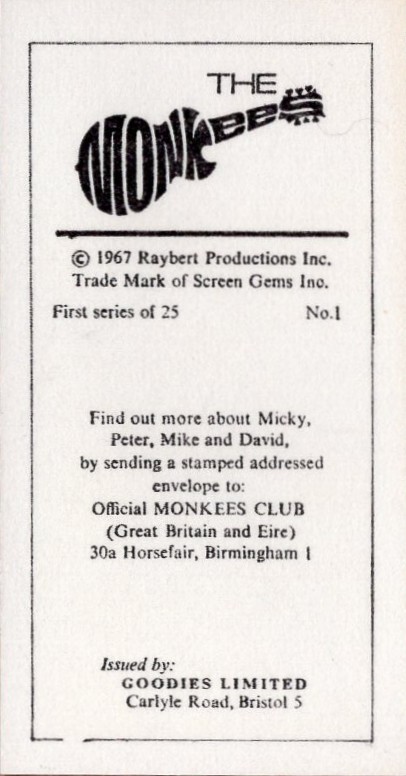 THE
MONKEES
© 1967 Raybert Productions Inc.
Trade Mark of Screen Gems Inc.
First series of 25 No.1
Find out more about Micky,
Peter, Mike and David,
by sending a stamped addressed
envelope to:
Official MONKEES CLUB
(Great Britain and Eire)
30a Horsefair, Birmingham 1
Issued by:
GOODIES LIMITED
Carlyle Road, Bristol 5